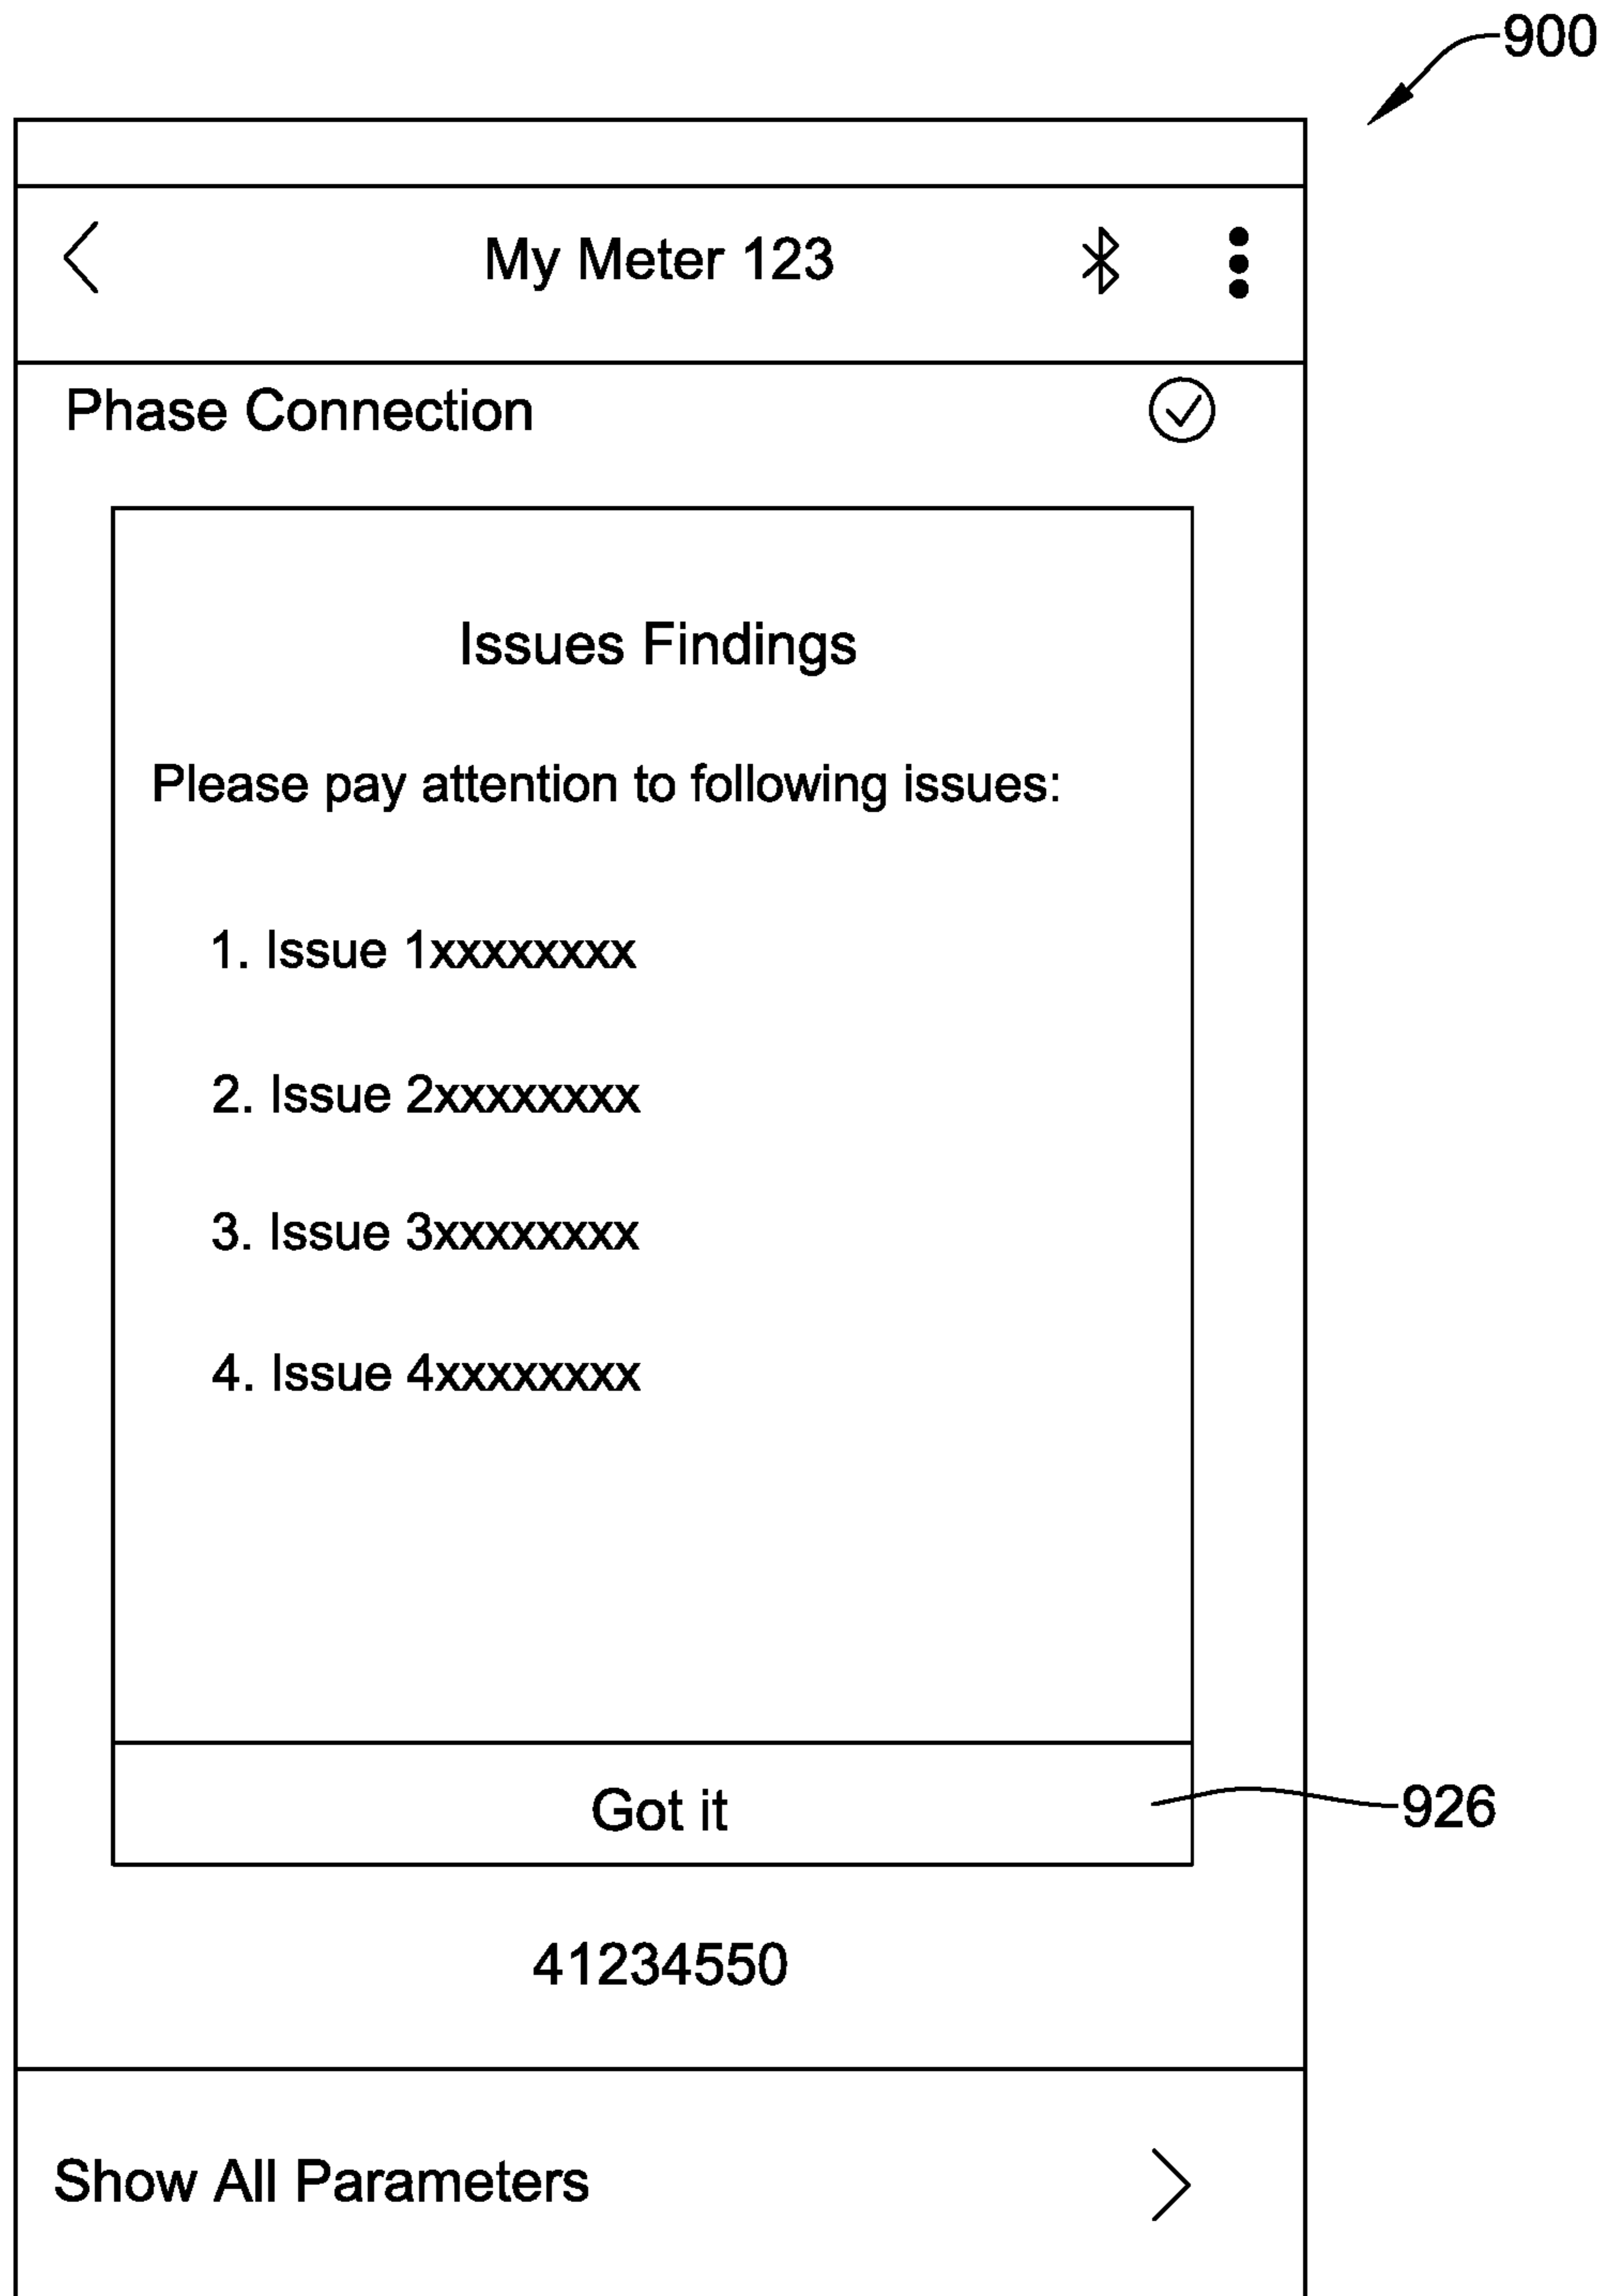 900
My Meter 123
Phase Connection
Issues Findings
Please pay attention to following issues:
1. Issue 1xxxxxxxx
2. Issue 2xxxxxxxx
3. Issue 3xxxxxxxx
4. Issue 4xxxxxxxx
Got it
926
41234550
Show All Parameters